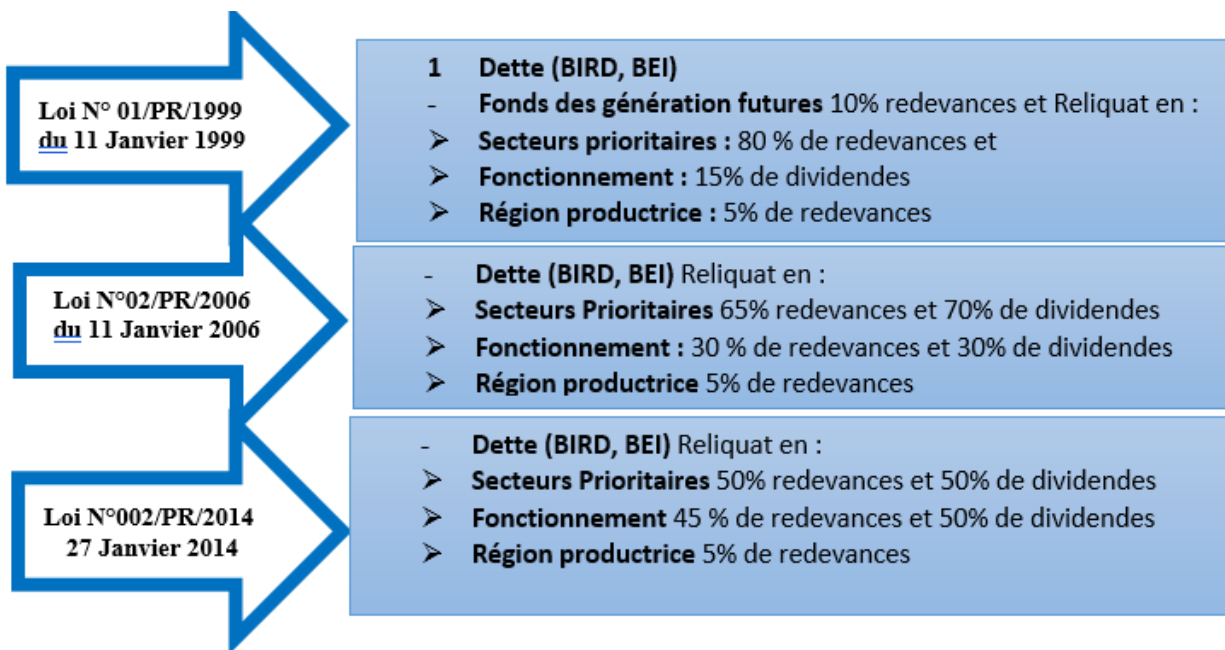 Loi N° 01/PR/1999
du 11 Janvier 1999
1 Dette (BIRD, BEI)
- Fonds des génération futures 10% redevances et Reliquat en :
➢ Secteurs prioritaires : 80 % de redevances et
➢ Fonctionnement : 15% de dividendes
➢ Région productrice : 5% de redevances
Loi N°02/PR/2006
du 11 Janvier 2006
- Dette (BIRD, BEI) Reliquat en :
➢ Secteurs Prioritaires 65% redevances et 70% de dividendes
➢ Fonctionnement : 30 % de redevances et 30% de dividendes
➢ Région productrice 5% de redevances
Loi N°002/PR/2014
27 Janvier 2014
- Dette (BIRD, BEI) Reliquat en :
➢ Secteurs Prioritaires 50% redevances et 50% de dividendes
➢ Fonctionnement 45 % de redevances et 50% de dividendes
➢ Région productrice 5% de redevances